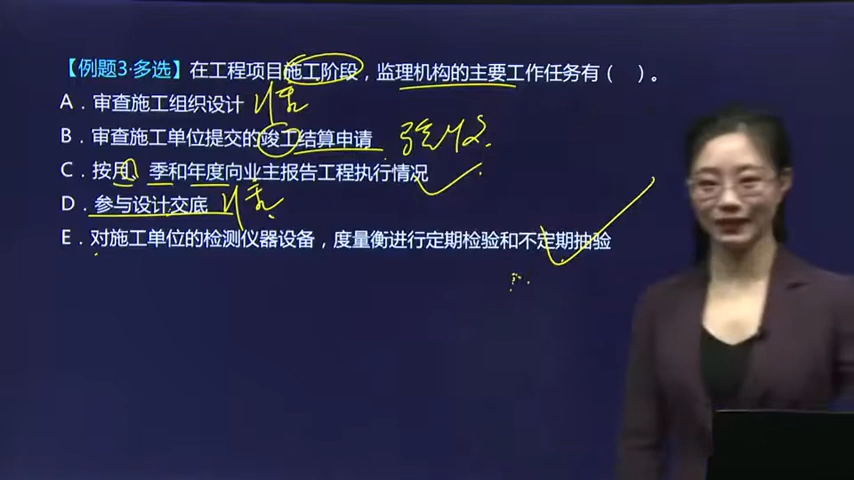 【例题3·多选】在工程项目施工阶段，监理机构的主要工作任务有（ ）。
A．审查施工组织设计
B．审查施工单位提交的竣工结算申请
C．按月、季和年度向业主报告工程执行情况
D．参与设计交底
E．对施工单位的检测仪器设备，度量衡进行定期检验和不定期抽验